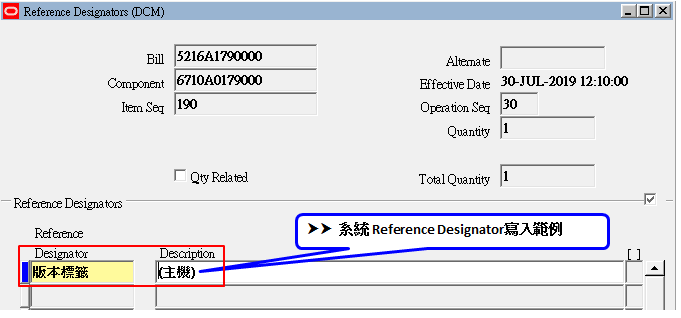 Reference Designators (DCM)
Bill 5216A1790000 Alternate
Component 6710A0179000 Effective Date 30-JUL-2019 12:10:00
Item Seq 190 Operation Seq 30
Quantity 1
Qty Related Total Quantity 1
Reference Designators
➤➤ 系統 Reference Designator寫入範例
Reference
Designator Description [ ]
版本標籤 (主機)